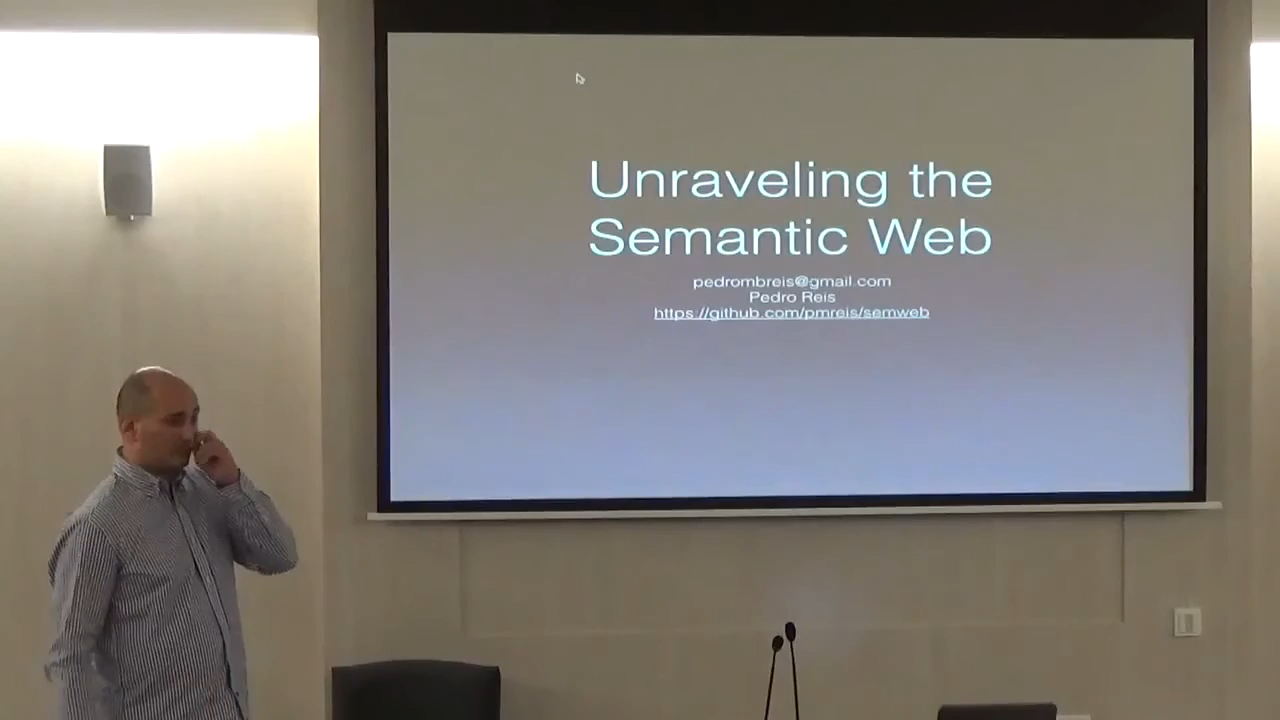 Unraveling the
Semantic Web
pedrombreis@gmail.com
Pedro Reis
https://github.com/pmreis/semweb